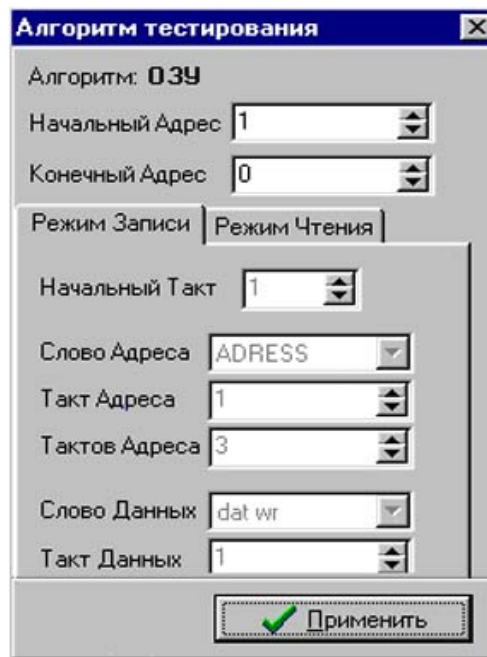 Алгоритм тестирования
Алгоритм: ОЗУ
Начальный Адрес 1
Конечный Адрес 0
Режим Записи Режим Чтения
Начальный Такт 1
Слово Адреса ADRESS
Такт Адреса 1
Тактов Адреса 3
Слово Данных dat wr
Такт Данных 1
Применить